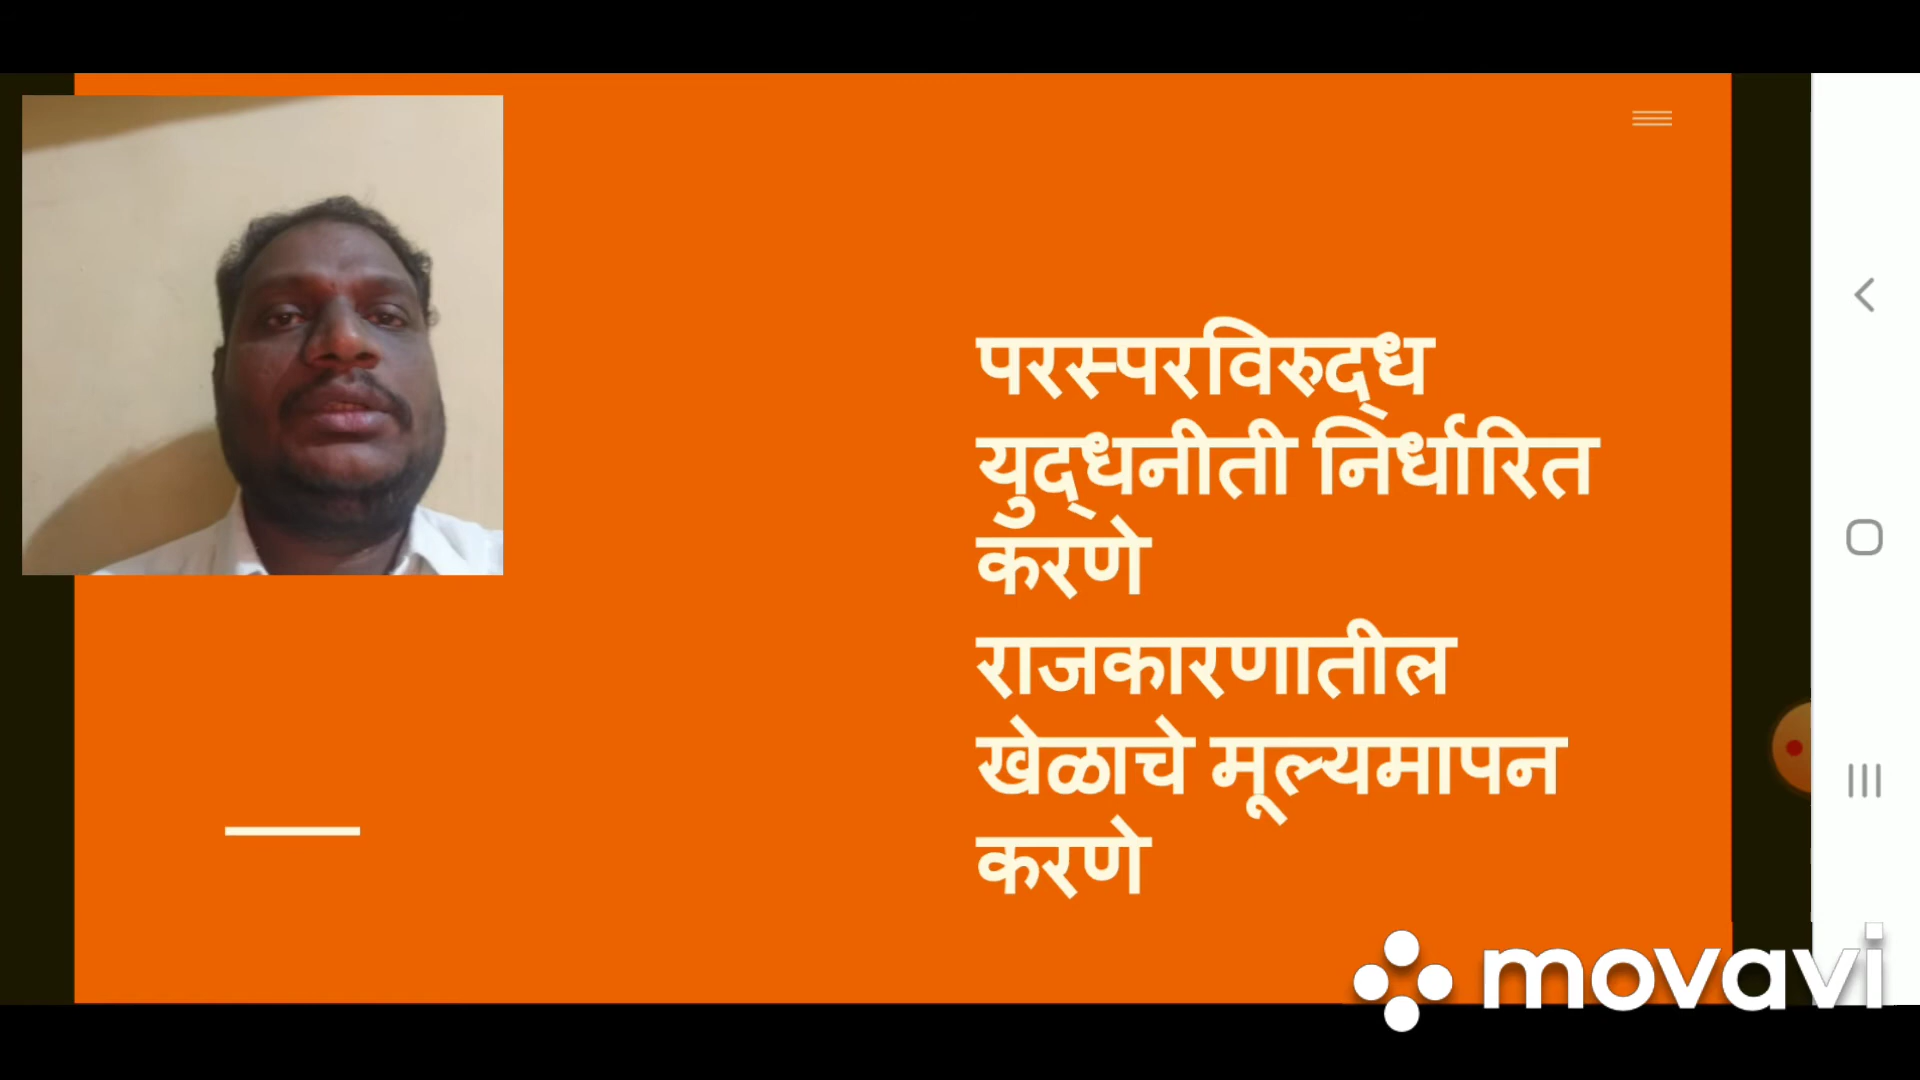 परस्परविरुद्ध
युद्धनीती निर्धारित
करणे
राजकारणातील
खेळाचे मूल्यमापन
करणे
movavi